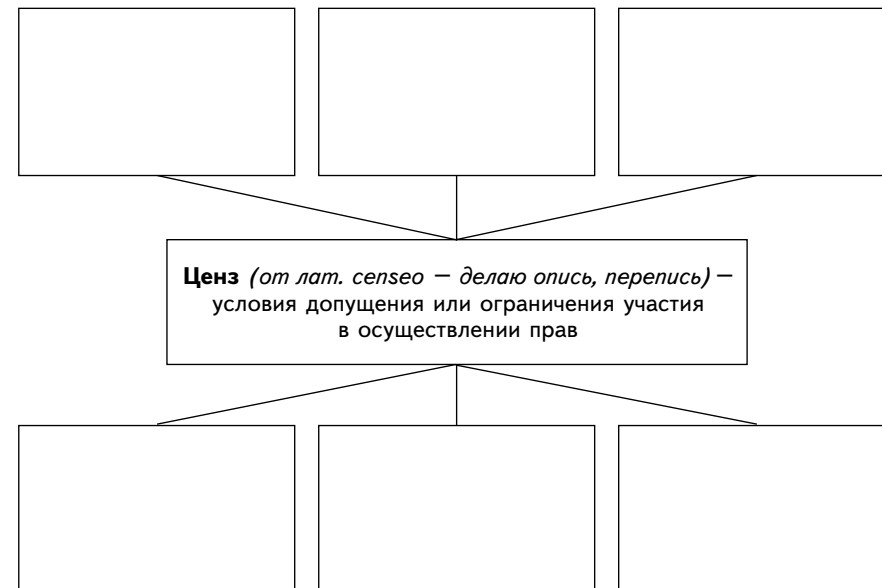 Ценз (от лат. censeo – делаю опись, перепись) –
условия допущения или ограничения участия
в осуществлении прав